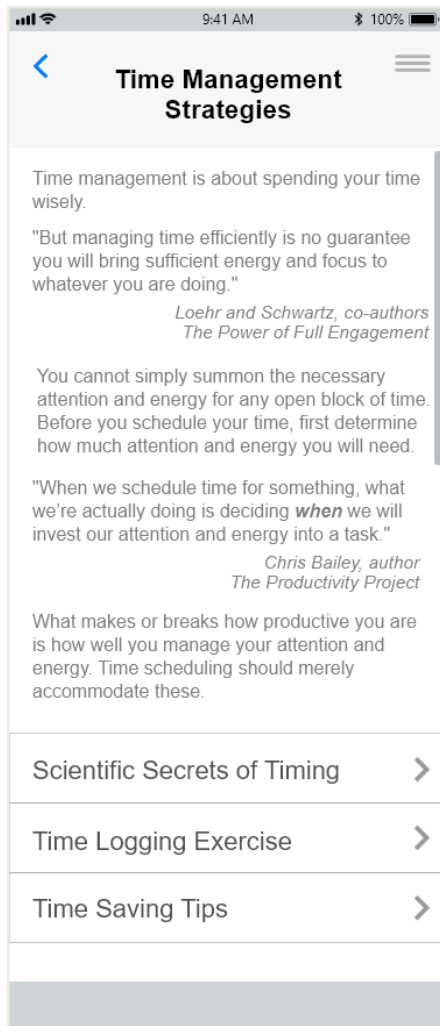 9:41 AM
100%
Time Management
Strategies
Time management is about spending your time
wisely.
"But managing time efficiently is no guarantee
you will bring sufficient energy and focus to
whatever you are doing."
Loehr and Schwartz, co-authors
The Power of Full Engagement
You cannot simply summon the necessary
attention and energy for any open block of time.
Before you schedule your time, first determine
how much attention and energy you will need.
"When we schedule time for something, what
we’re actually doing is deciding when we will
invest our attention and energy into a task."
Chris Bailey, author
The Productivity Project
What makes or breaks how productive you are
is how well you manage your attention and
energy. Time scheduling should merely
accommodate these.
Scientific Secrets of Timing
Time Logging Exercise
Time Saving Tips